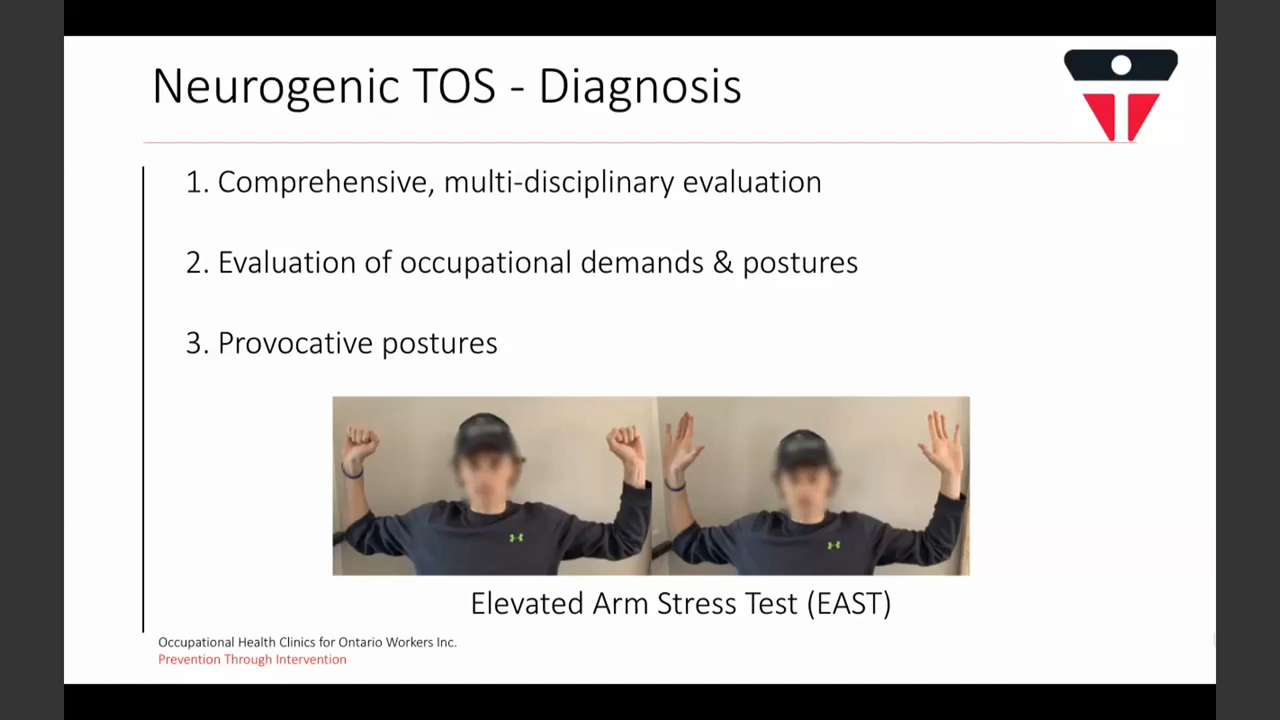 Neurogenic TOS - Diagnosis
1. Comprehensive, multi-disciplinary evaluation
2. Evaluation of occupational demands & postures
3. Provocative postures
Elevated Arm Stress Test (EAST)
Occupational Health Clinics for Ontario Workers Inc.
Prevention Through Intervention